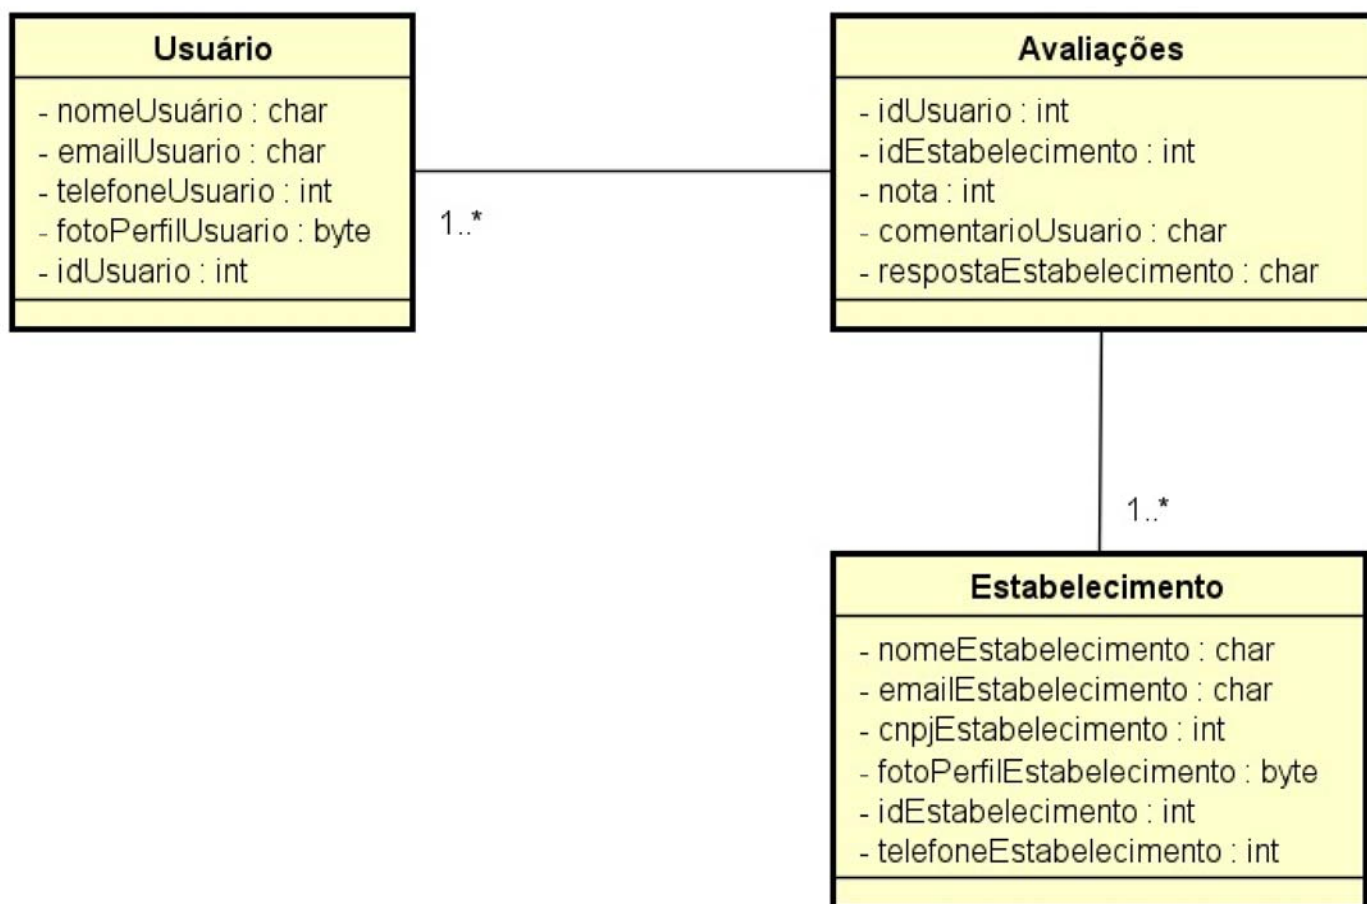 Usuário
- nomeUsuário : char
- emailUsuario : char
- telefoneUsuario : int
- fotoPerfilUsuario : byte
- idUsuario : int
1..*
Avaliações
- idUsuario : int
- idEstabelecimento : int
- nota : int
- comentarioUsuario : char
- respostaEstabelecimento : char
1..*
Estabelecimento
- nomeEstabelecimento : char
- emailEstabelecimento : char
- cnpjEstabelecimento : int
- fotoPerfilEstabelecimento : byte
- idEstabelecimento : int
- telefoneEstabelecimento : int